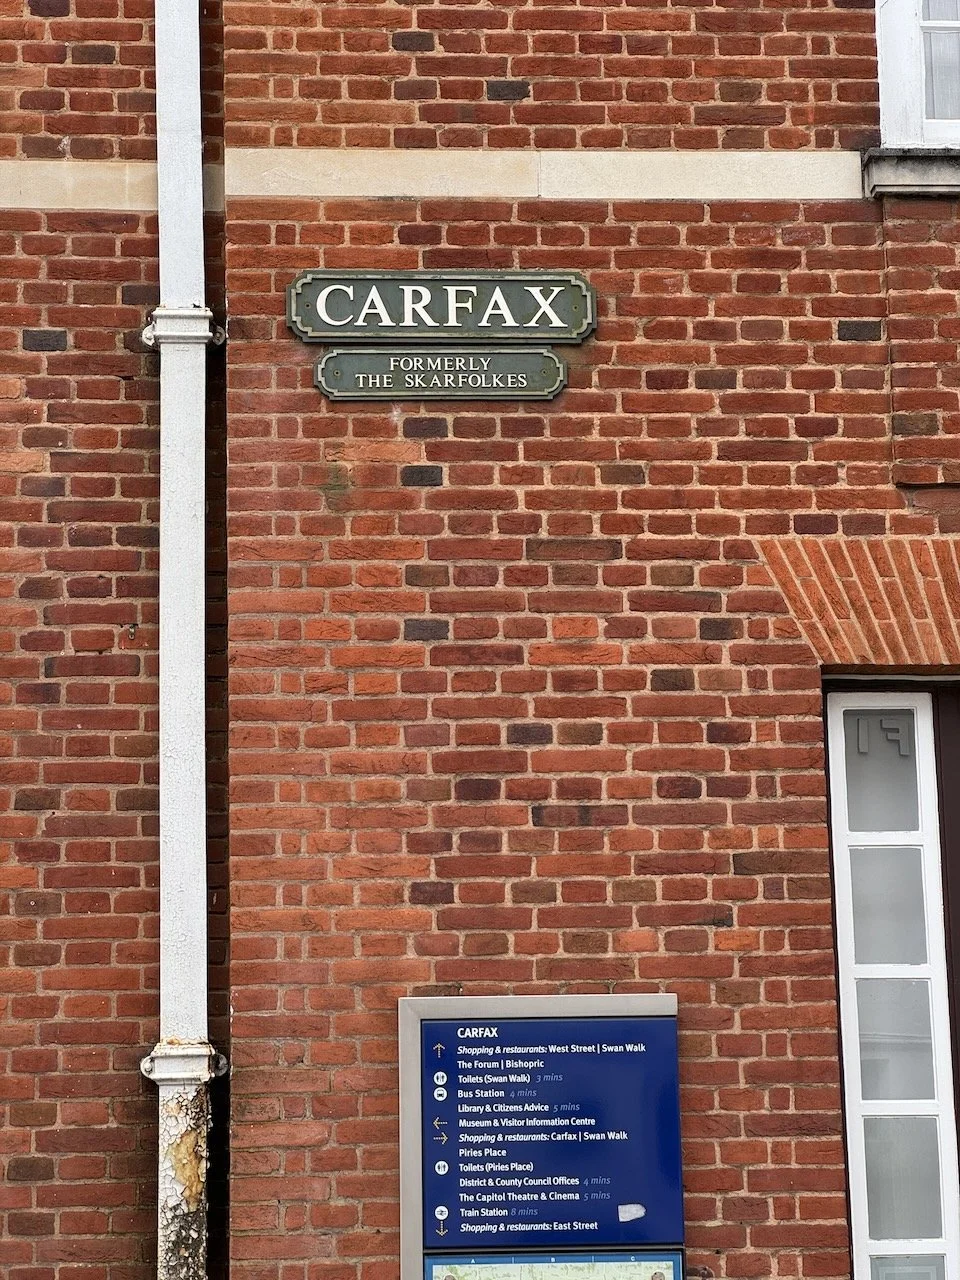 CARFAX
FORMERLY
THE SKARFOLKES
FI
CARFAX
Shopping & restaurants: West Street | Swan Walk
The Forum | Bishopric
Toilets (Swan Walk) 3 mins
Bus Station 4 mins
Library & Citizens Advice 5 mins
Museum & Visitor Information Centre
Shopping & restaurants: Carfax | Swan Walk
Piries Place
Toilets (Piries Place)
District & County Council Offices 4 mins
The Capitol Theatre & Cinema 5 mins
Train Station 8 mins
Shopping & restaurants: East Street
A B C